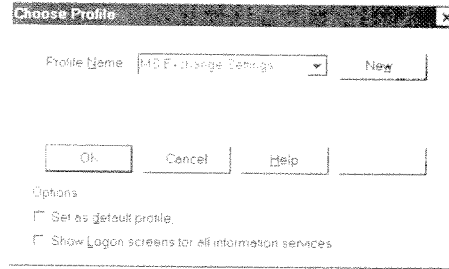 Choose Profile
Profile Name MS Exchange Settings New
OK Cancel Help
Options
Set as default profile
Show Logon screens for all information services